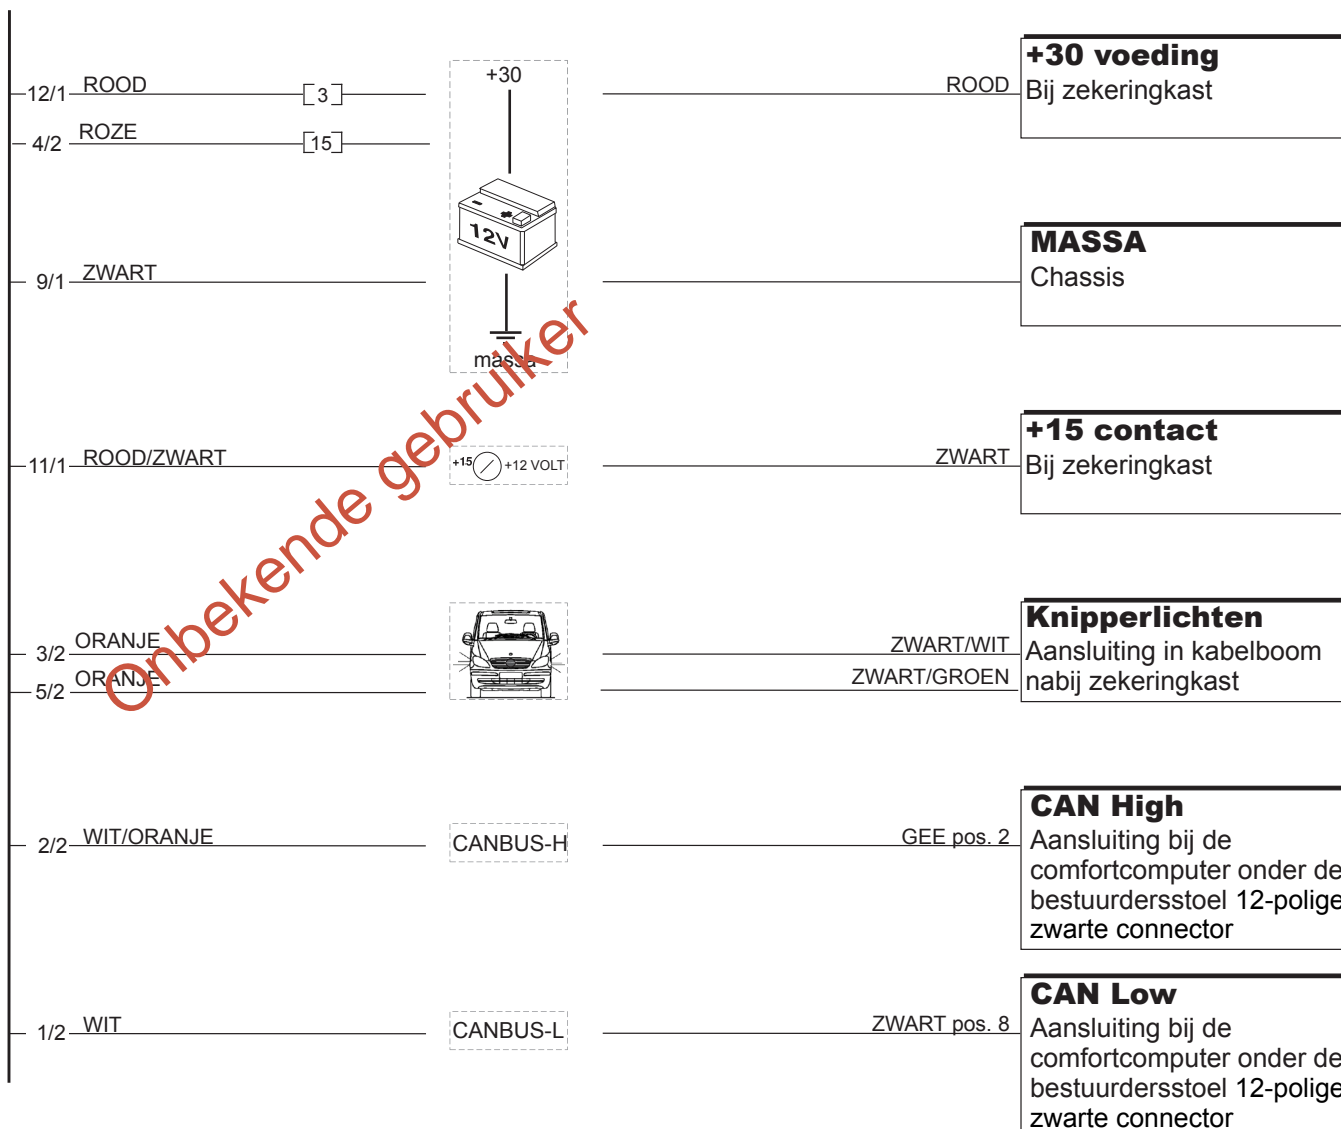 12/1 ROOD [3] +30 ROOD
+30 voeding
Bij zekeringkast
4/2 ROZE [15]
12V
9/1 ZWART
massa
MASSA
Chassis
11/1 ROOD/ZWART +15 +12 VOLT ZWART
+15 contact
Bij zekeringkast
Onbekende gebruiker
3/2 ORANJE ZWART/WIT
5/2 ORANJE ZWART/GROEN
Knipperlichten
Aansluiting in kabelboom
nabij zekeringkast
2/2 WIT/ORANJE CANBUS-H GEE pos. 2
CAN High
Aansluiting bij de
comfortcomputer onder de
bestuurdersstoel 12-polige
zwarte connector
1/2 WIT CANBUS-L ZWART pos. 8
CAN Low
Aansluiting bij de
comfortcomputer onder de
bestuurdersstoel 12-polige
zwarte connector